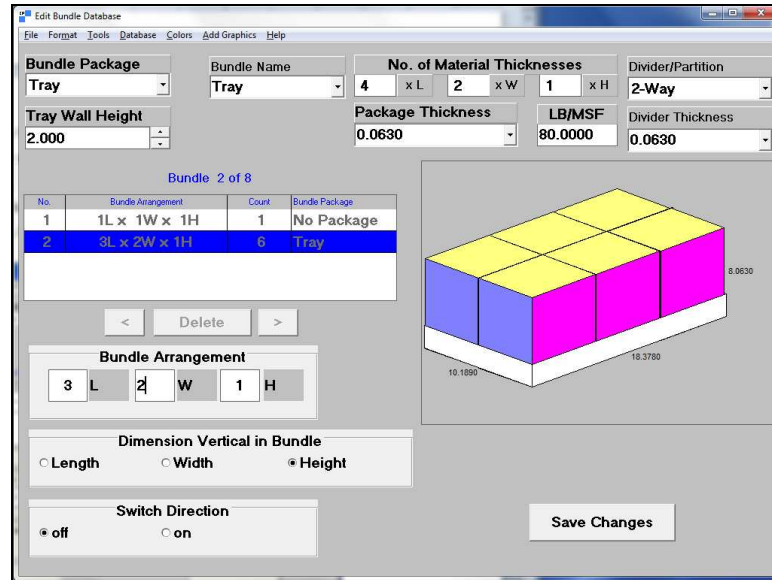 Edit Bundle Database
File Format Tools Database Colors Add Graphics Help
Bundle Package
Tray
Bundle Name
Tray
No. of Material Thicknesses
4 x L 2 x W 1 x H
Divider/Partition
2-Way
Tray Wall Height
2.000
Package Thickness
0.0630
LB/MSF
80.0000
Divider Thickness
0.0630
Bundle 2 of 8
No. Bundle Arrangement Count Bundle Package
1 1L x 1W x 1H 1 No Package
2 3L x 2W x 1H 6 Tray
8.0630
18.3780
10.1890
< Delete >
Bundle Arrangement
3 L 2 W 1 H
Dimension Vertical in Bundle
Length Width Height
Switch Direction
off on
Save Changes